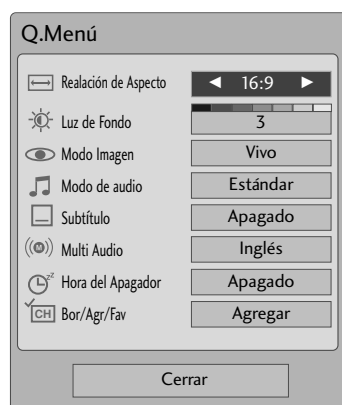 Q.Menú
Realación de Aspecto ◄ 16:9 ►
Luz de Fondo 3
Modo Imagen Vivo
Modo de audio Estándar
Subtítulo Apagado
Multi Audio Inglés
Hora del Apagador Apagado
CH Bor/Agr/Fav Agregar
Cerrar